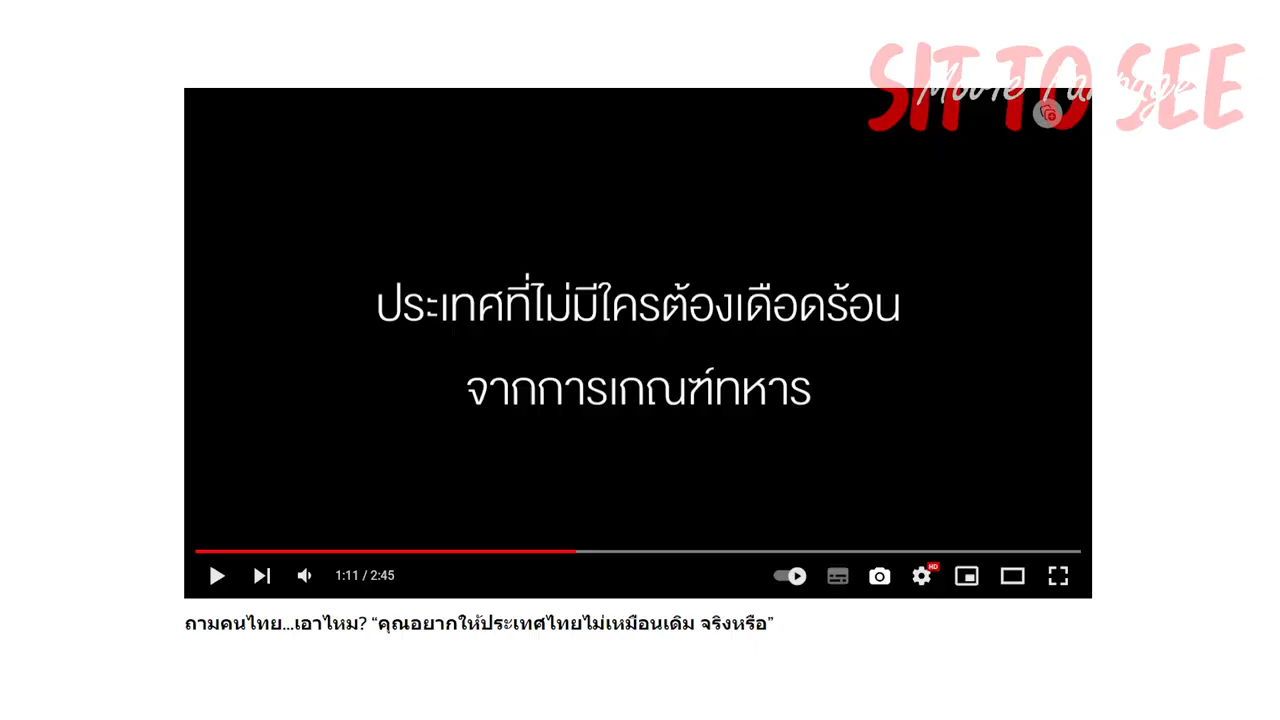 SIT TO SEE
Movie Fanpage
ประเทศที่ไม่มีใครต้องเดือดร้อน
จากการเกณฑ์ทหาร
1:11 / 2:45
HD
ถามคนไทย...เอาไหม? “คุณอยากให้ประเทศไทยไม่เหมือนเดิม จริงหรือ”